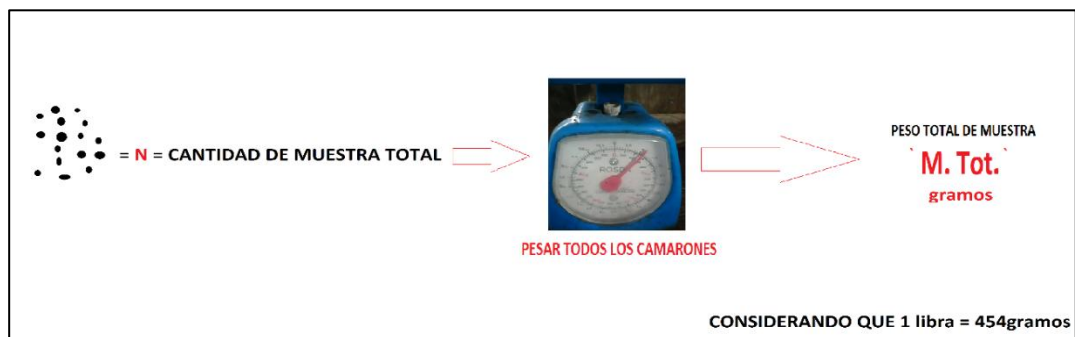 = N = CANTIDAD DE MUESTRA TOTAL
PESAR TODOS LOS CAMARONES
PESO TOTAL DE MUESTRA
M. Tot.
gramos
CONSIDERANDO QUE 1 libra = 454gramos